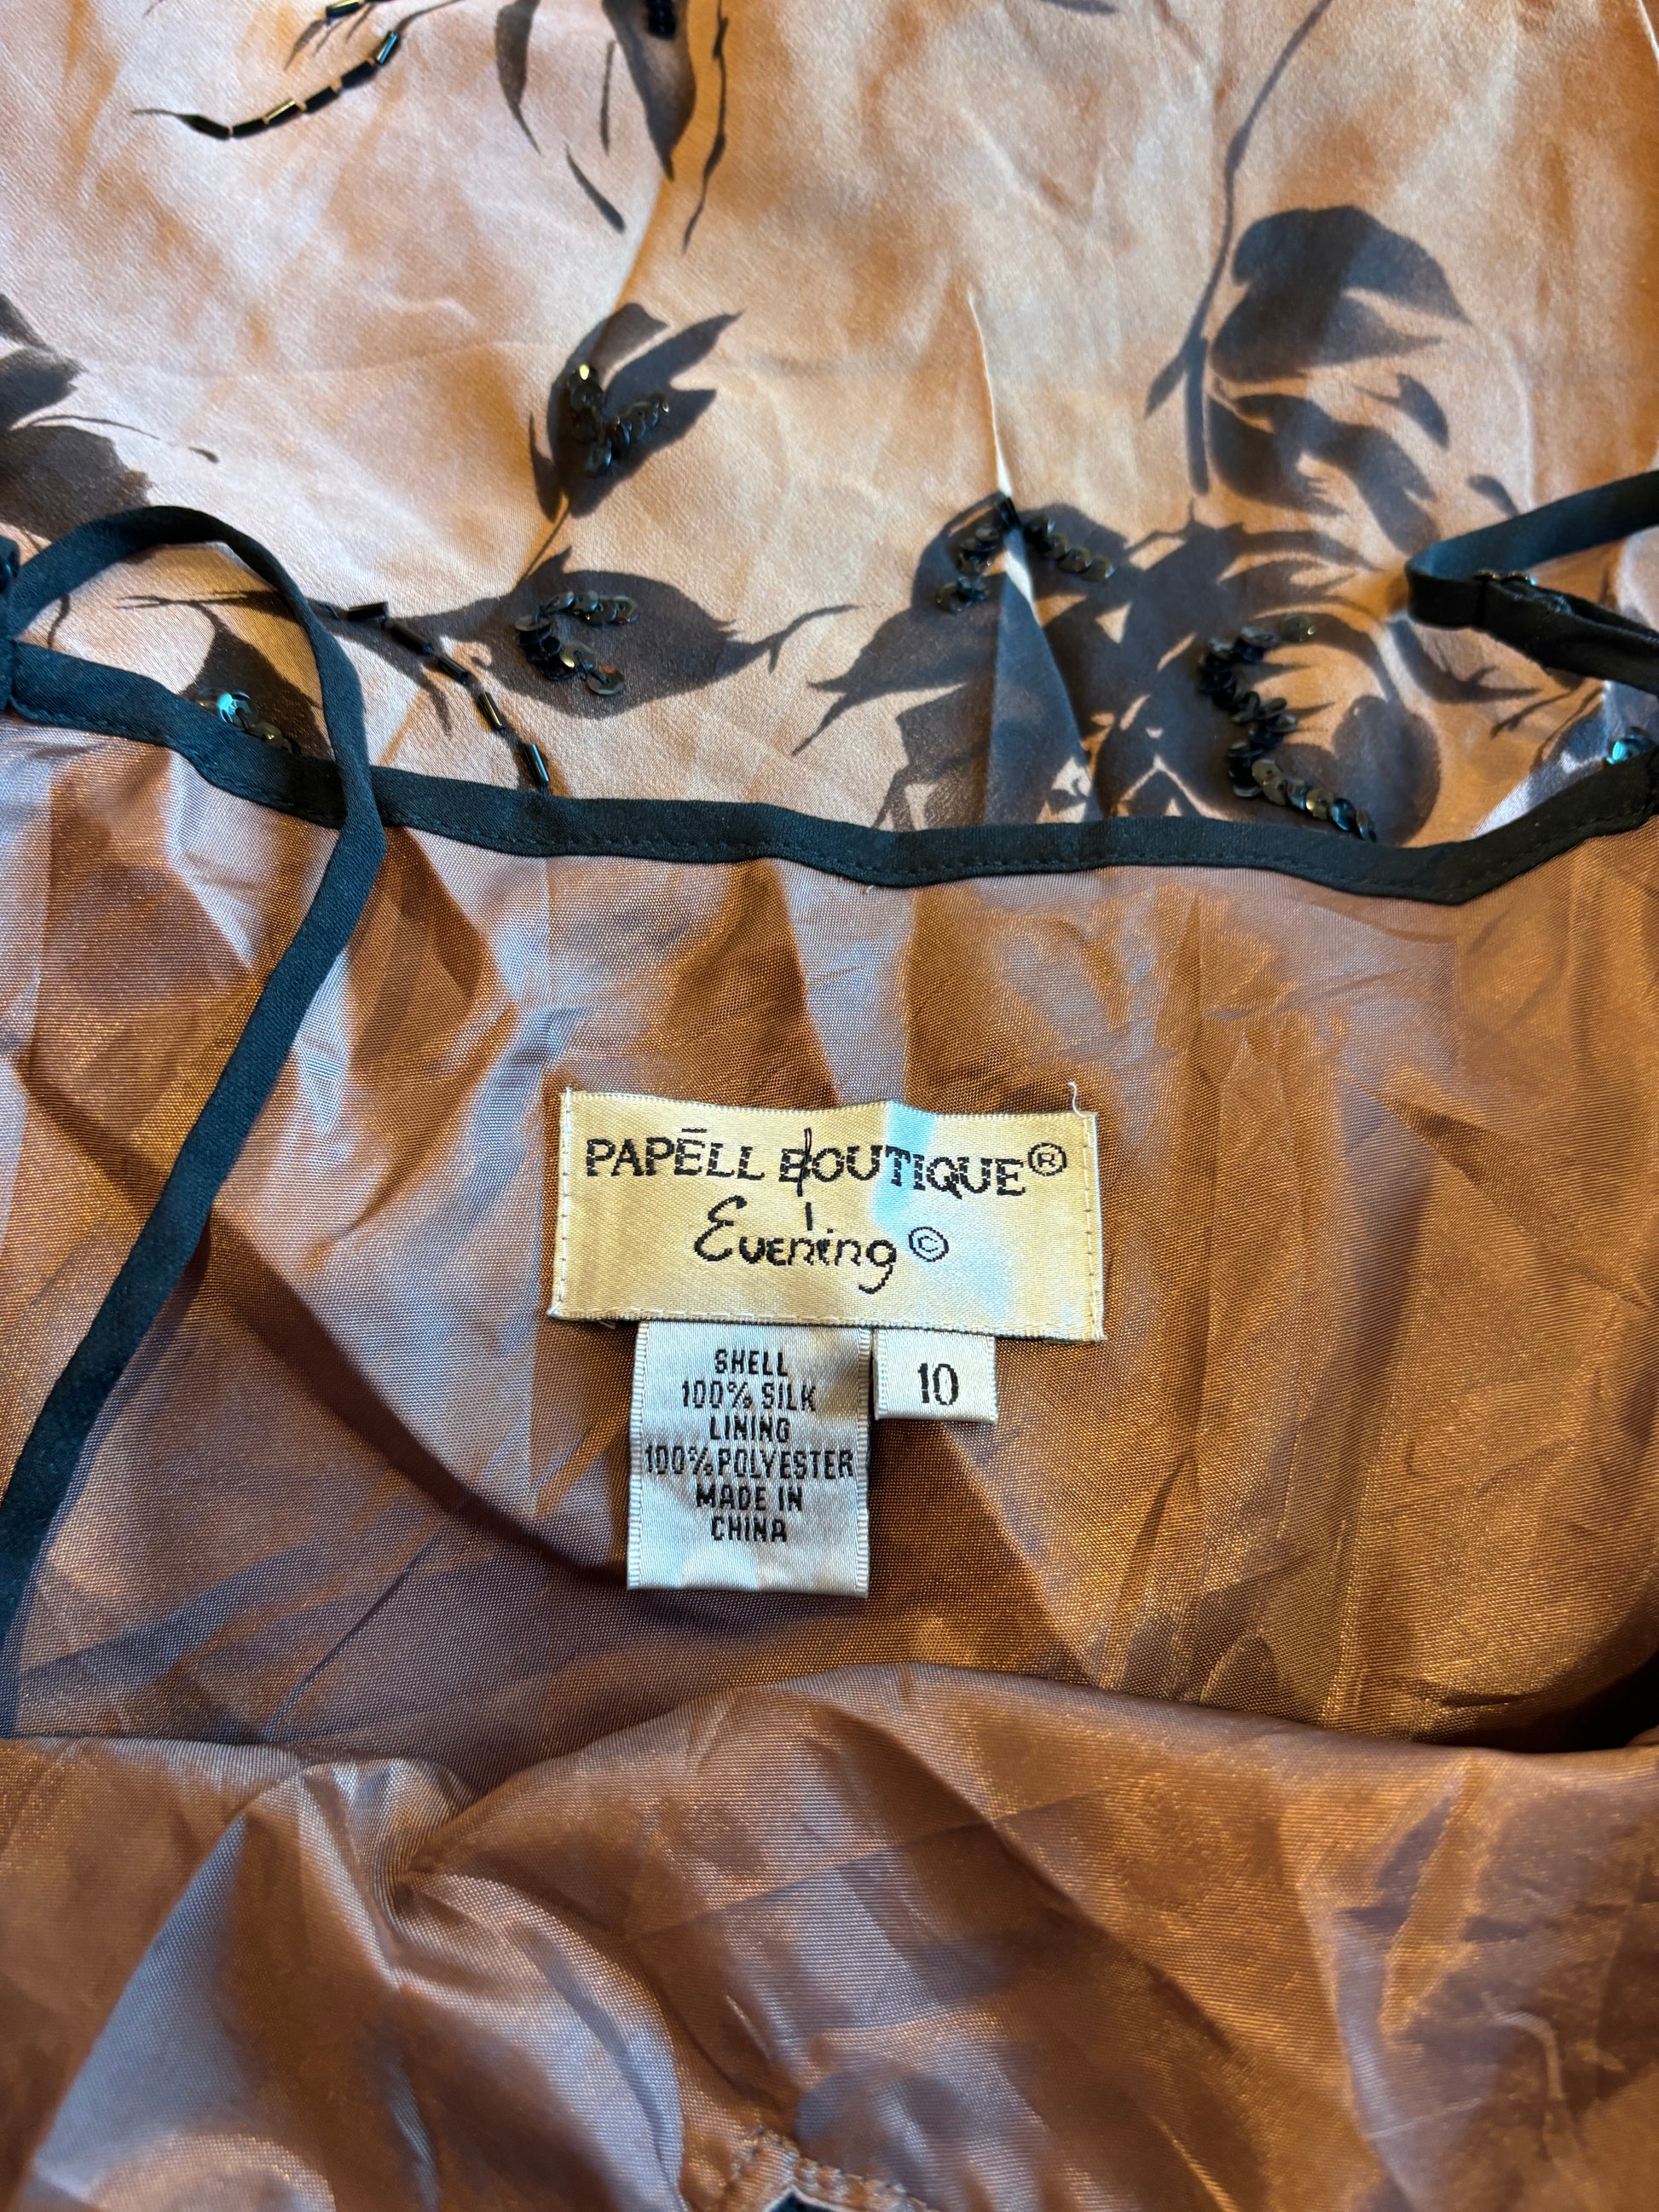 PAPĒLL BOUTIQUE®
Evening ©
SHELL
100% SILK
LINING
100% POLYESTER
MADE IN
CHINA
10